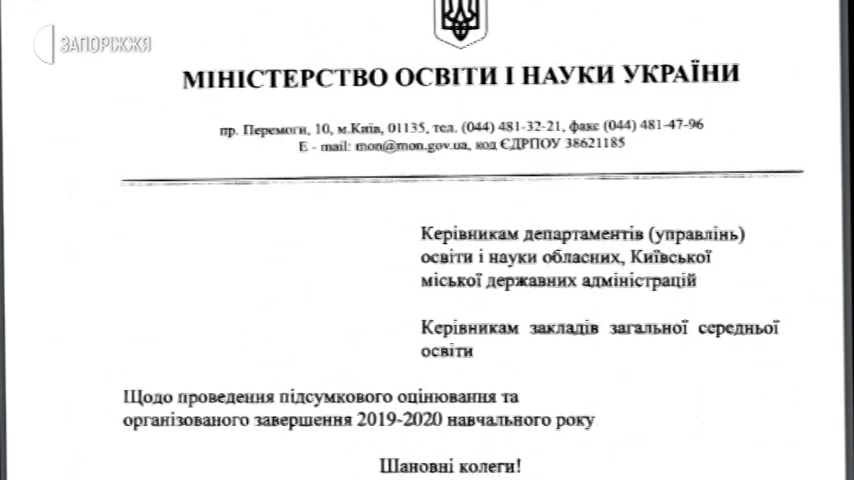 ЗАПОРІЖЖЯ
МІНІСТЕРСТВО ОСВІТИ І НАУКИ УКРАЇНИ
пр. Перемоги, 10, м.Київ, 01135, тел. (044) 481-32-21, факс (044) 481-47-96
E - mail: mon@mon.gov.ua, код ЄДРПОУ 38621185
Керівникам департаментів (управлінь)
освіти і науки обласних, Київської
міської державних адміністрацій
Керівникам закладів загальної середньої
освіти
Щодо проведення підсумкового оцінювання та
організованого завершення 2019-2020 навчального року
Шановні колеги!